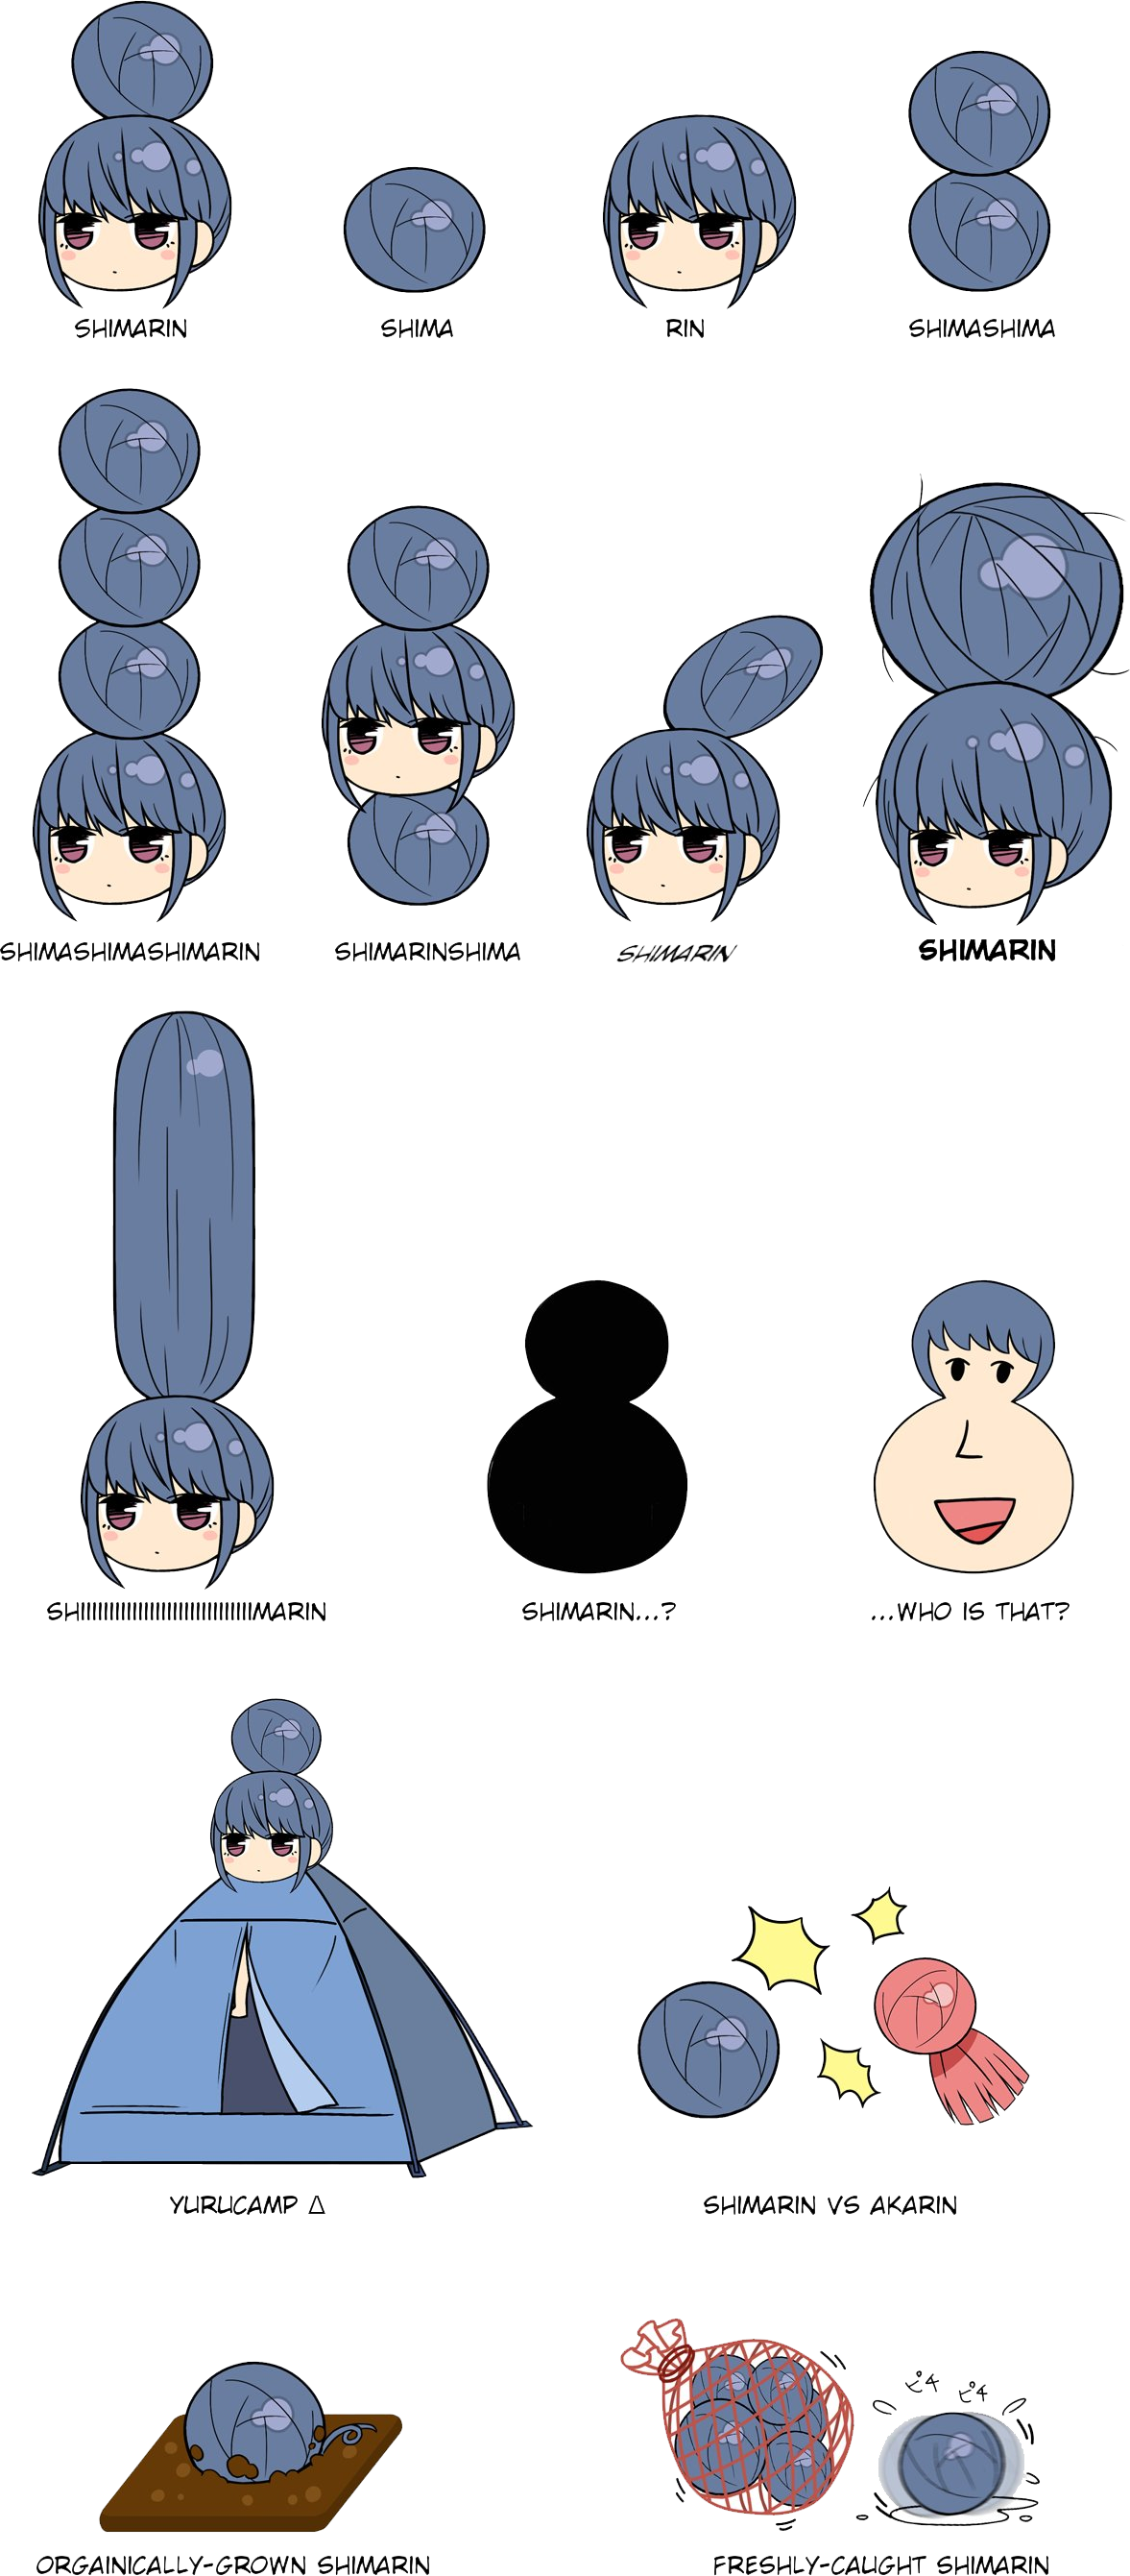 SHIMARIN
SHIMA
RIN
SHIMASHIMA
SHIMASHIMASHIMARIN
SHIMARINSHIMA
SHIMARIN
SHIMARIN
SHIIIIIIIIIIIIIIIIIIIIIIIIIIIIIIMARIN
SHIMARIN...?
...WHO IS THAT?
YURUCAMP Δ
SHIMARIN VS AKARIN
ピチ ピチ
ORGAINICALLY-GROWN SHIMARIN
FRESHLY-CAUGHT SHIMARIN